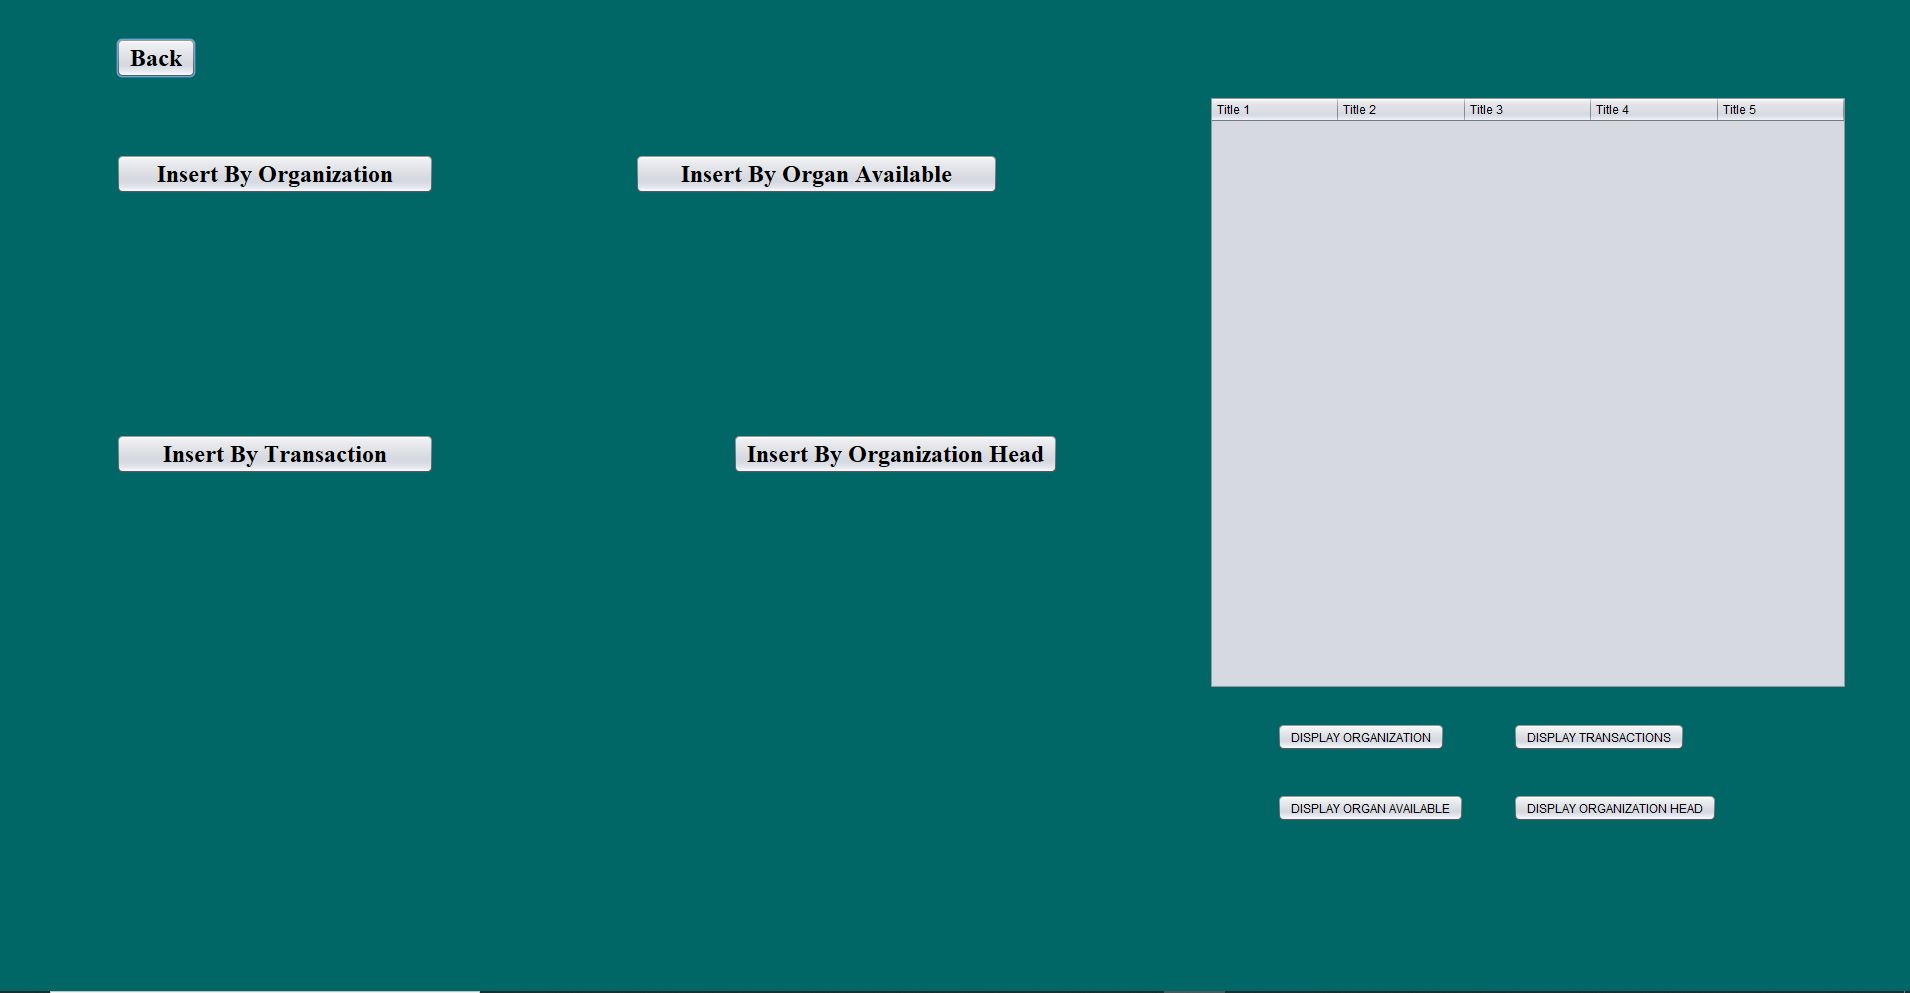 Back
Insert By Organization
Insert By Organ Available
Insert By Transaction
Insert By Organization Head
Title 1 Title 2 Title 3 Title 4 Title 5
DISPLAY ORGANIZATION
DISPLAY TRANSACTIONS
DISPLAY ORGAN AVAILABLE
DISPLAY ORGANIZATION HEAD